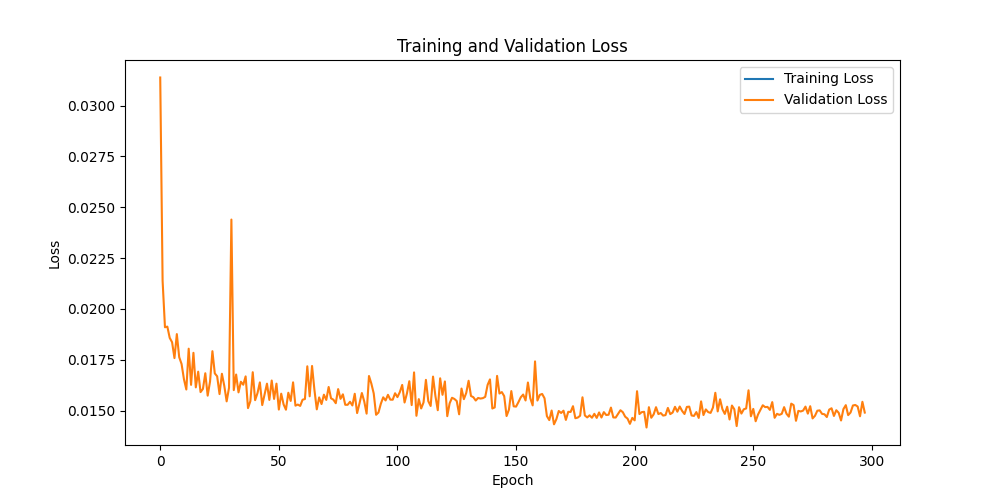 Training and Validation Loss
Training Loss
Validation Loss
0.0300
0.0275
0.0250
0.0225
0.0200
0.0175
0.0150
Loss
0
50
100
150
200
250
300
Epoch